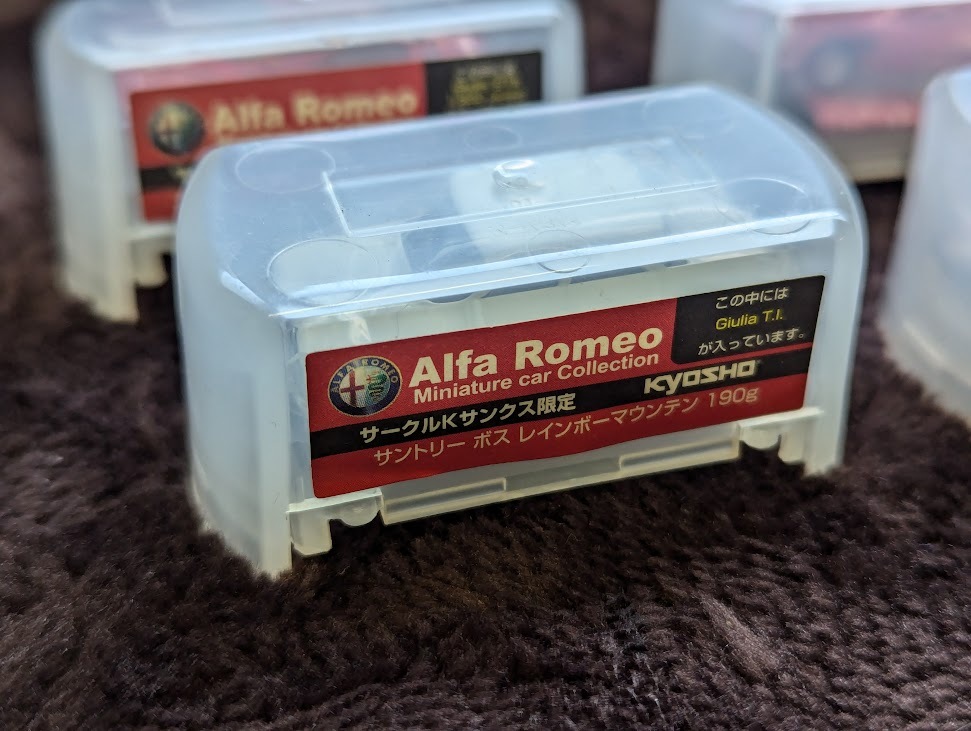 Alfa Romeo
ALFA ROMEO
Alfa Romeo
Miniature car Collection
この中には
Giulia T.I.
が入っています。
KYOSHO
サークルKサンクス限定
サントリー ボス レインボーマウンテン 190g